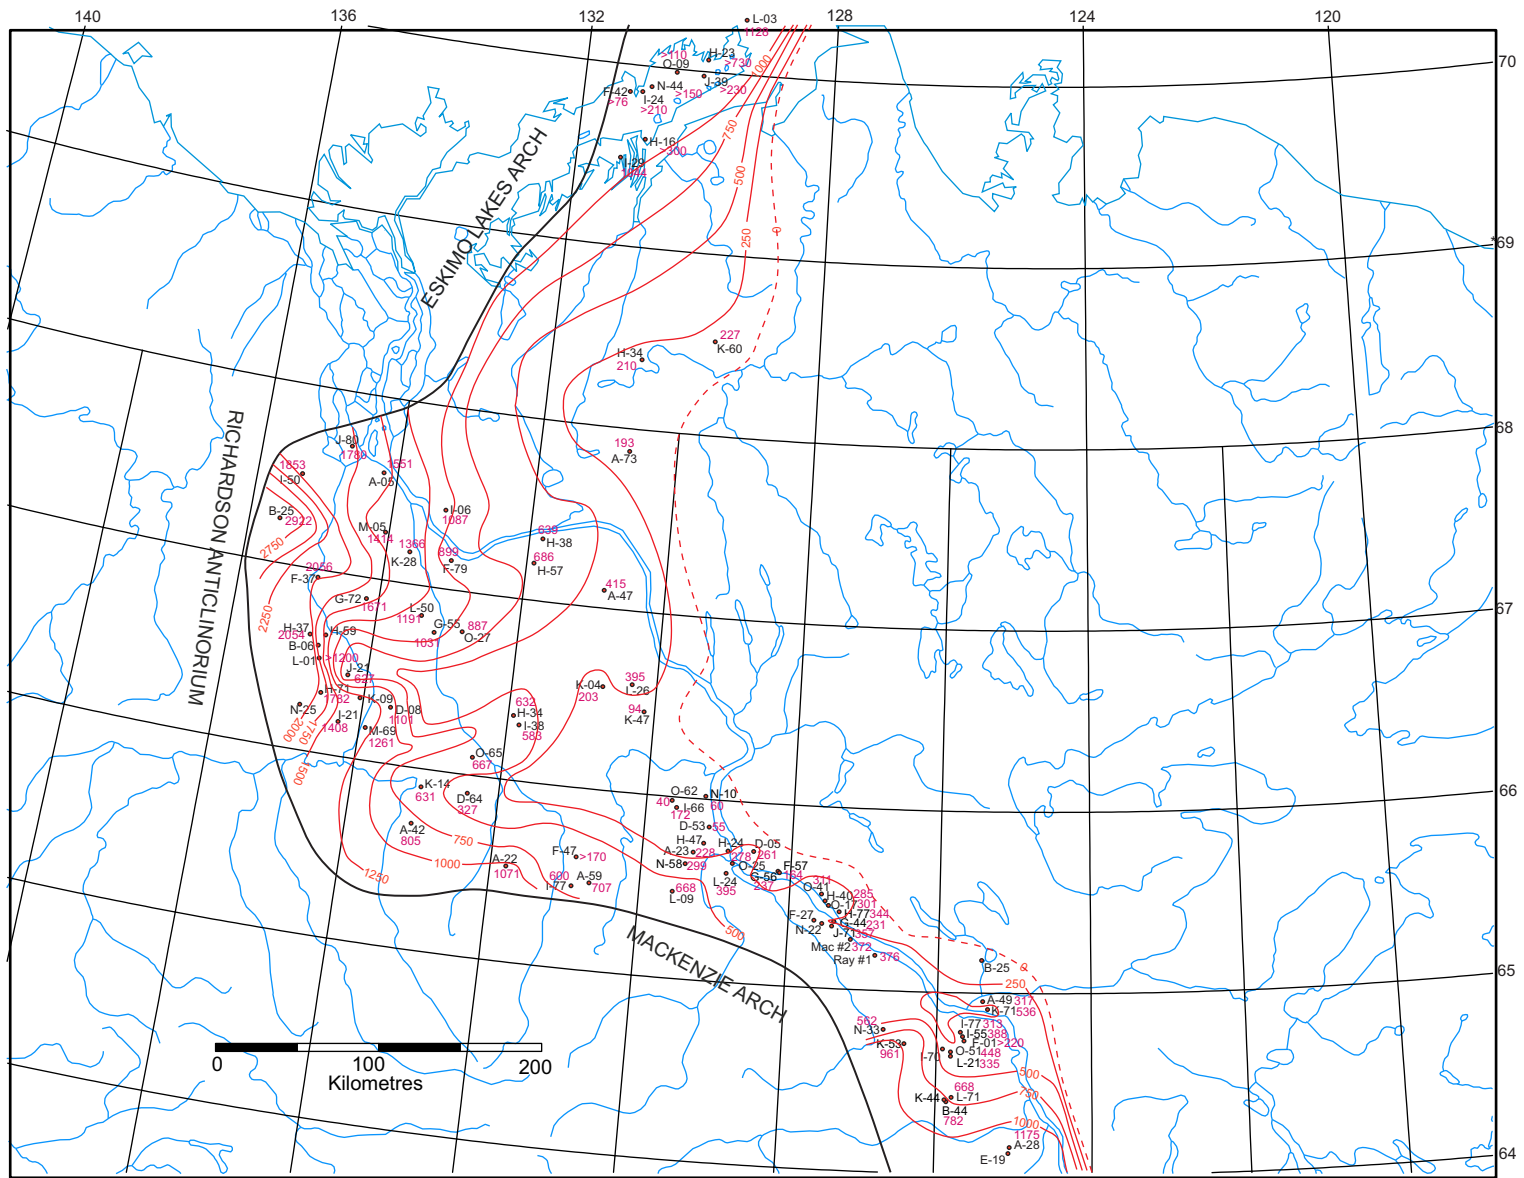 140
136
132
128
124
120
L-03
1128
>110
O-09
H-23
>730
J-39
>230
1000
70
F-42
>76
N-44
I-24
>150
>210
750
H-16
>300
I-29
1844
500
ESKIMO LAKES ARCH
250
0
*69
227
K-60
H-34
210
68
193
A-73
RICHARDSON ANTICLINORIUM
J-80
1780
1853
I-50
1551
A-05
B-25
2922
I-06
1087
M-05
1414
1366
K-28
899
F-79
639
H-38
686
H-57
2750
2056
F-37
415
A-47
67
G-72
1671
2250
L-50
1191
G-55
1031
887
O-27
H-37
2054
H-59
B-06
L-01
>1200
J-21
627
H-71
1782
K-09
N-25
I-21
1408
D-08
1101
M-69
1261
2000
1750
1500
K-04
203
395
L-26
94
K-47
632
H-34
I-38
583
O-65
667
K-14
631
D-64
327
O-62
40
I-66
172
N-10
60
66
A-42
805
750
D-53
55
H-47
A-23
228
H-24
278
D-05
261
1000
1250
A-22
1071
F-47
>170
600
I-77
A-59
707
N-58
299
O-25
G-56
237
F-57
164
L-24
395
668
L-09
311
O-41
H-40
285
O-17
301
H-77
344
F-27
G-44
231
N-22
J-71
357
Mac #2
372
Ray #1
376
500
MACKENZIE ARCH
0
B-25
65
250
A-49
317
K-71
536
562
N-33
K-53
961
I-77
313
I-55
388
F-01
>220
I-70
O-51
448
L-21
335
0
100
200
Kilometres
500
750
668
K-44
L-71
B-44
782
1000
1175
A-28
E-19
64